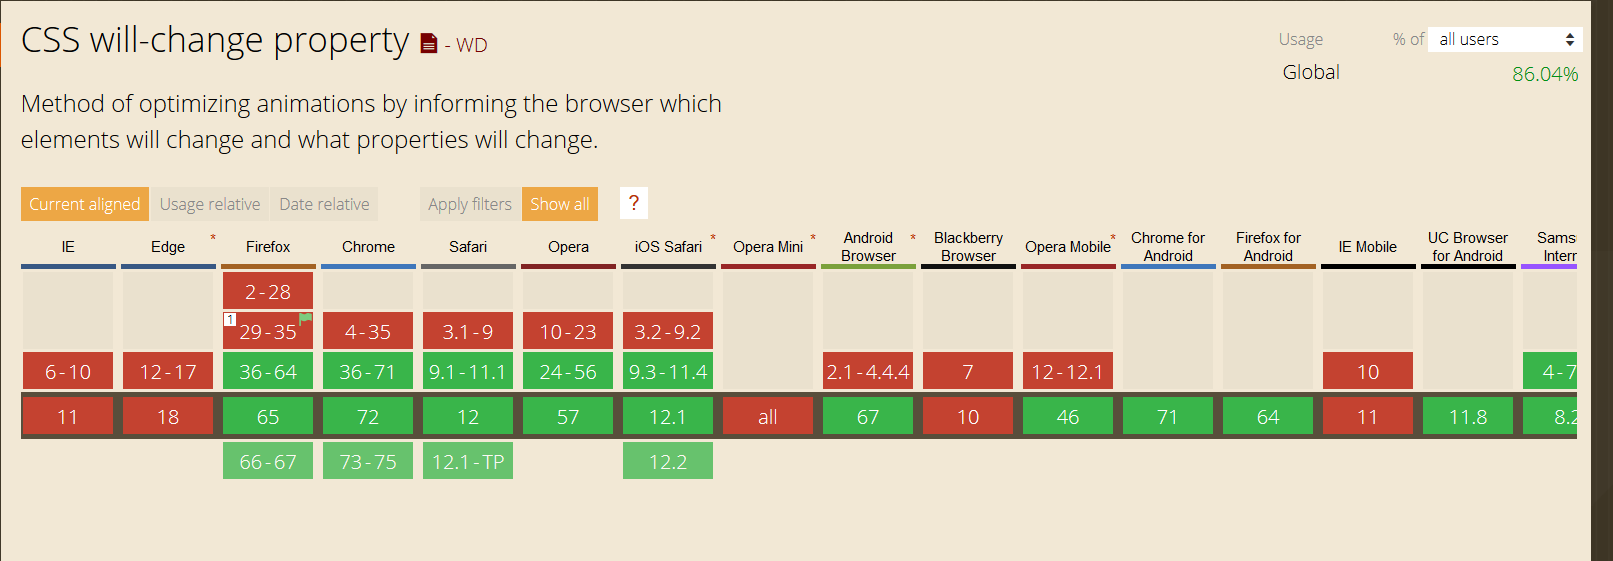 CSS will-change property - WD
Usage % of all users
Global 86.04%
Method of optimizing animations by informing the browser which
elements will change and what properties will change.
Current aligned Usage relative Date relative Apply filters Show all ?
IE Edge * Firefox Chrome Safari Opera iOS Safari * Opera Mini * Android Browser * Blackberry Browser Opera Mobile * Chrome for Android Firefox for Android IE Mobile UC Browser for Android Sams Intern
2-28
1 29-35 4-35 3.1-9 10-23 3.2-9.2
6-10 12-17 36-64 36-71 9.1-11.1 24-56 9.3-11.4 2.1-4.4.4 7 12-12.1 10 4-7
11 18 65 72 12 57 12.1 all 67 10 46 71 64 11 11.8 8.2
66-67 73-75 12.1-TP 12.2